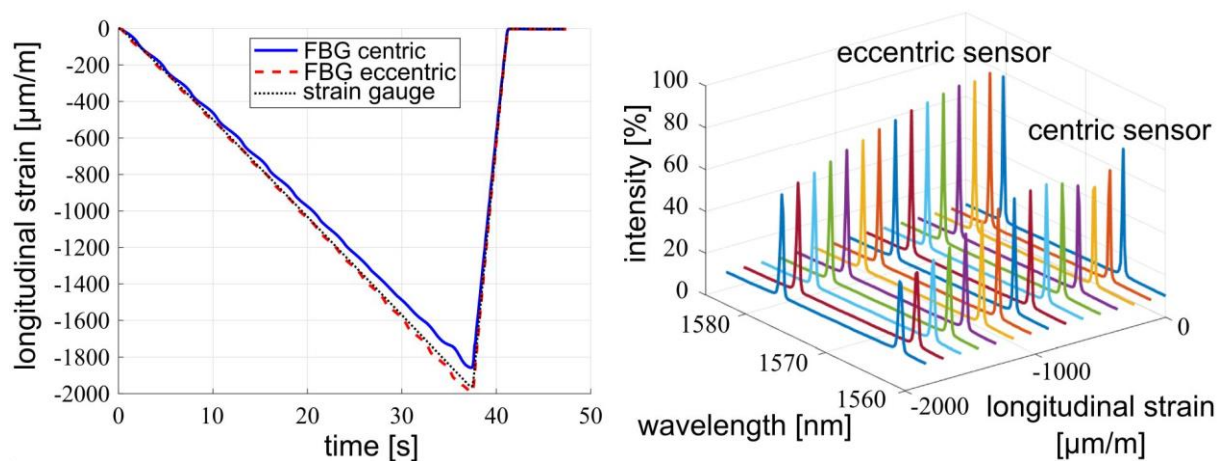 longitudinal strain [µm/m]
0
-200
-400
-600
-800
-1000
-1200
-1400
-1600
-1800
-2000
FBG centric
FBG eccentric
strain gauge
0
10
20
30
40
50
time [s]
eccentric sensor
centric sensor
intensity [%]
100
80
60
40
20
0
1580
1570
1560
wavelength [nm]
-2000
-1000
0
longitudinal strain
[µm/m]